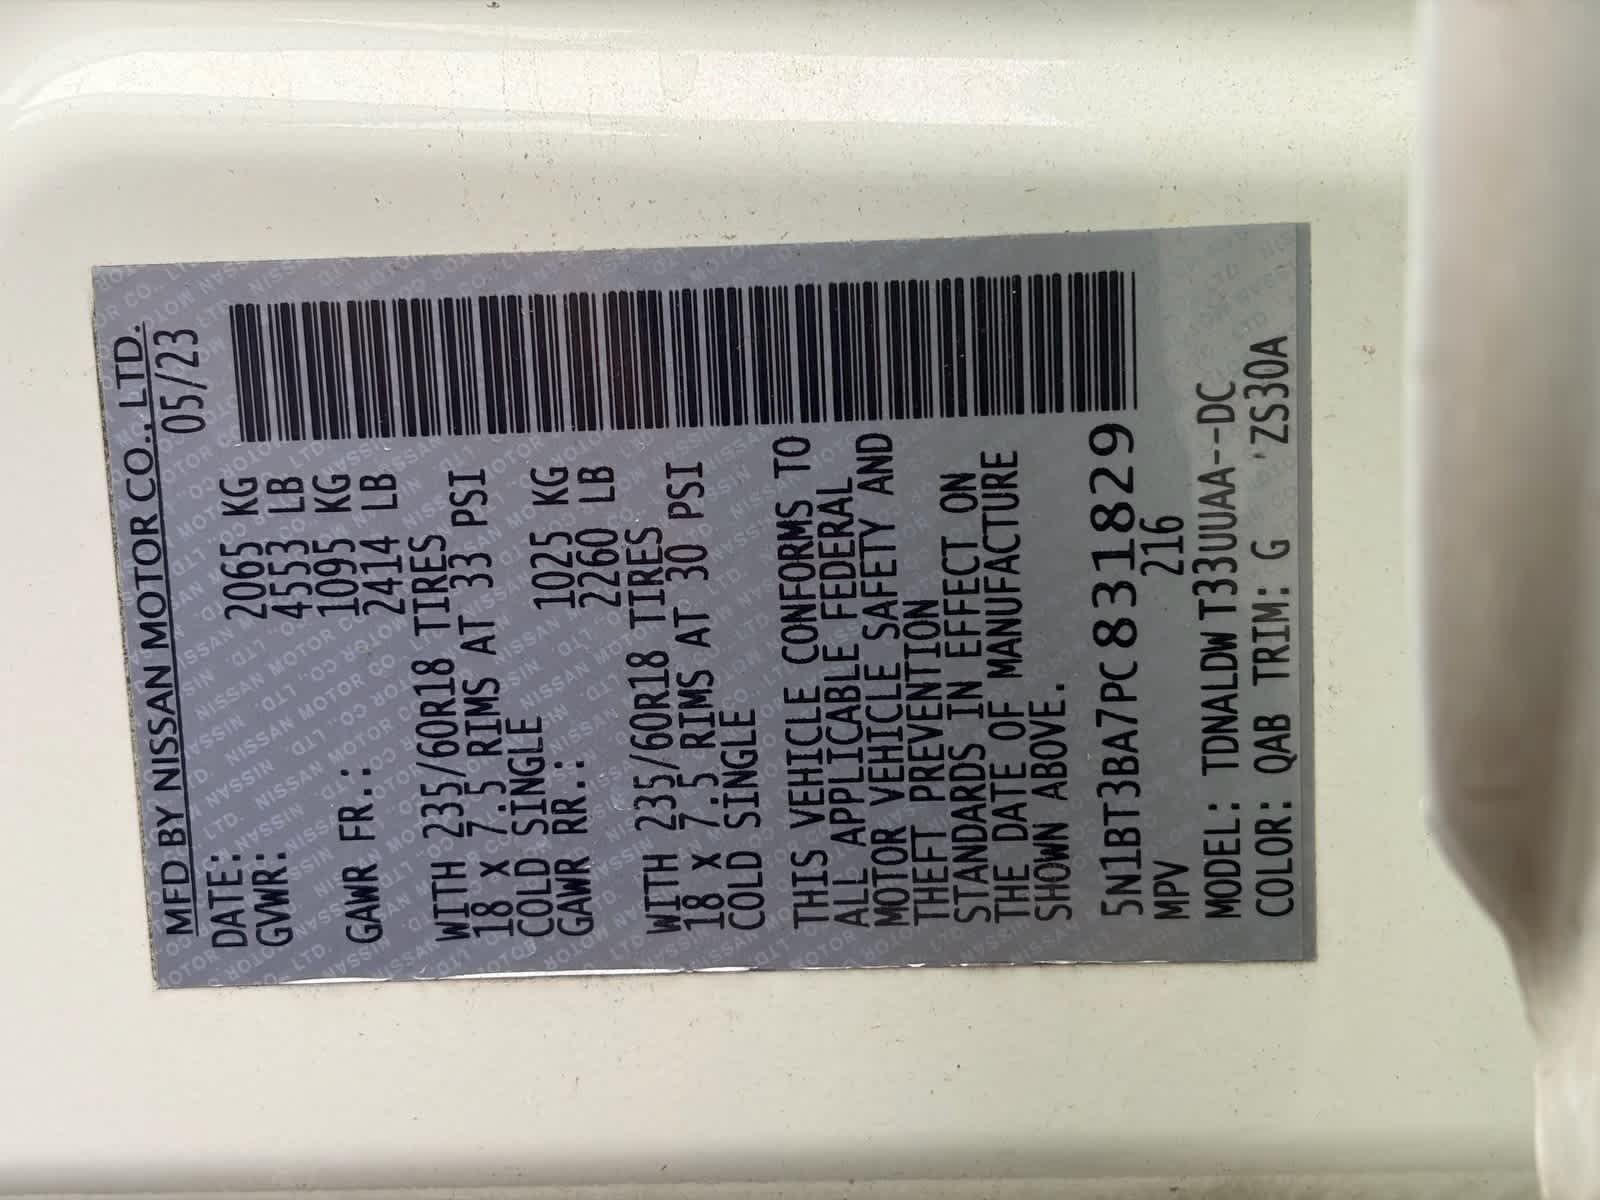 MFD BY NISSAN MOTOR CO., LTD.
DATE: 05/23
GVWR: 2065 KG
4553 LB
1095 KG
GAWR FR.: 2414 LB
WITH 235/60R18 TIRES
18 X 7.5 RIMS AT 33 PSI
COLD SINGLE
GAWR RR.: 1025 KG
2260 LB
WITH 235/60R18 TIRES
18 X 7.5 RIMS AT 30 PSI
COLD SINGLE
THIS VEHICLE CONFORMS TO
ALL APPLICABLE FEDERAL
MOTOR VEHICLE SAFETY AND
THEFT PREVENTION
STANDARDS IN EFFECT ON
THE DATE OF MANUFACTURE
SHOWN ABOVE.
5N1BT3BA7PC831829
MPV 216
MODEL: TDNALDW T33UUAA--DC
COLOR: QAB TRIM: G 'ZS30A